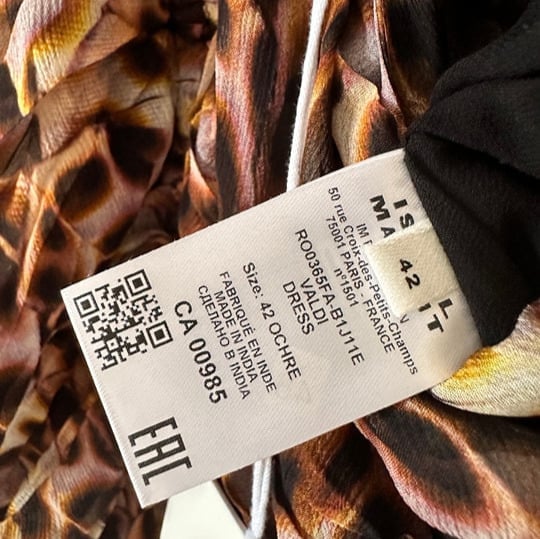 IS L
MA IT
IM N
50 rue Croix-des-Petits-Champs
75001 PARIS - FRANCE
n°1501
RO0365FA-B1J11E
VALDI
DRESS
Size: 42 OCHRE
FABRIQUÉ EN INDE
MADE IN INDIA
СДЕЛАНО В INDIA
CA 00985
EAC
42